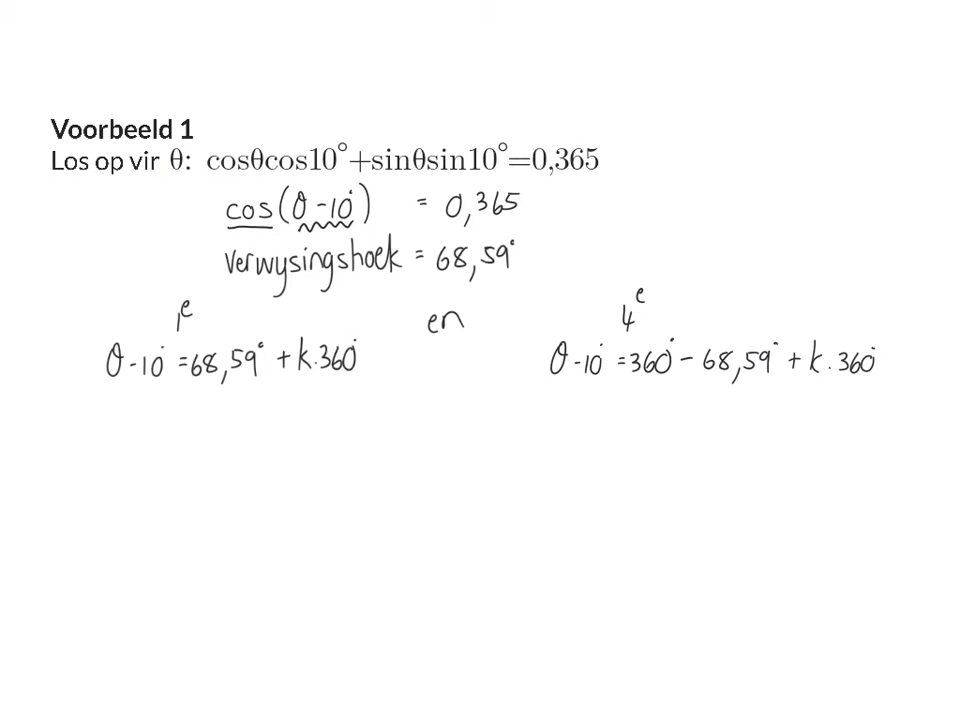 Voorbeeld 1
Los op vir θ: cosθcos10°+sinθsin10°=0,365
cos(θ-10°) = 0,365
verwysingshoek = 68,59°
1e en 4e
θ-10° = 68,59° + k.360° θ-10° = 360° - 68,59° + k.360°